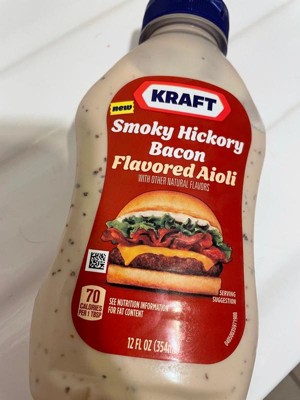 new
KRAFT
Smoky Hickory
Bacon
Flavored Aioli
WITH OTHER NATURAL FLAVORS
70
CALORIES
PER 1 TBSP
SEE NUTRITION INFORMATION
FOR FAT CONTENT
SERVING
SUGGESTION
12 FL OZ (354mL)